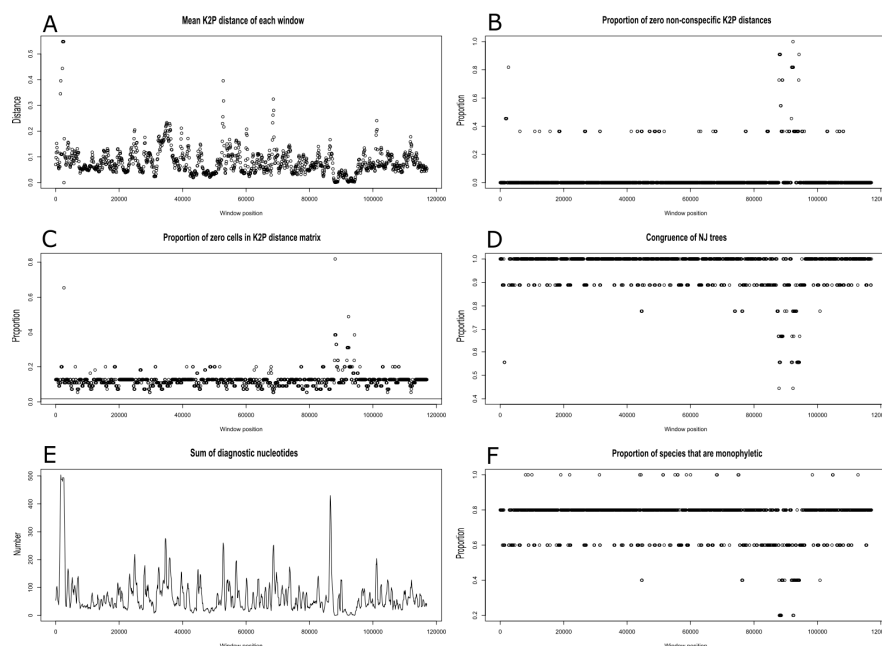 A
Mean K2P distance of each window
Distance
0.0 0.1 0.2 0.3 0.4 0.5
0 20000 40000 60000 80000 100000 120000
Window position
B
Proportion of zero non-conspecific K2P distances
Proportion
0.0 0.2 0.4 0.6 0.8 1.0
0 20000 40000 60000 80000 100000 120000
Window position
C
Proportion of zero cells in K2P distance matrix
Proportion
0.0 0.2 0.4 0.6 0.8
0 20000 40000 60000 80000 100000 120000
Window position
D
Congruence of NJ trees
Proportion
0.4 0.5 0.6 0.7 0.8 0.9 1.0
0 20000 40000 60000 80000 100000 120000
Window position
E
Sum of diagnostic nucleotides
Number
0 100 200 300 400 500
0 20000 40000 60000 80000 100000 120000
Window position
F
Proportion of species that are monophyletic
Proportion
0.2 0.4 0.6 0.8 1.0
0 20000 40000 60000 80000 100000 120000
Window position